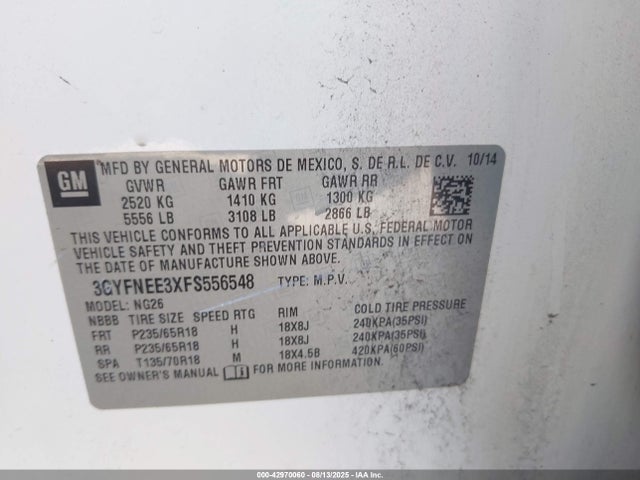 GM
MFD BY GENERAL MOTORS DE MEXICO, S. DE R.L. DE C.V. 10/14
GVWR GAWR FRT GAWR RR
2520 KG 1410 KG 1300 KG
5556 LB 3108 LB 2866 LB
THIS VEHICLE CONFORMS TO ALL APPLICABLE U.S. FEDERAL MOTOR
VEHICLE SAFETY AND THEFT PREVENTION STANDARDS IN EFFECT ON
THE DATE OF MANUFACTURE SHOWN ABOVE.
3GYFNEE3XFS556548 TYPE: M.P.V.
MODEL: NG26
NBBB TIRE SIZE SPEED RTG RIM COLD TIRE PRESSURE
FRT P235/65R18 H 18X8J 240KPA(35PSI)
RR P235/65R18 H 18X8J 240KPA(35PSI)
SPA T135/70R18 M 18X4.5B 420KPA(60PSI)
SEE OWNER'S MANUAL FOR MORE INFORMATION.
000-42970060 - 08/13/2025 - IAAI Inc.